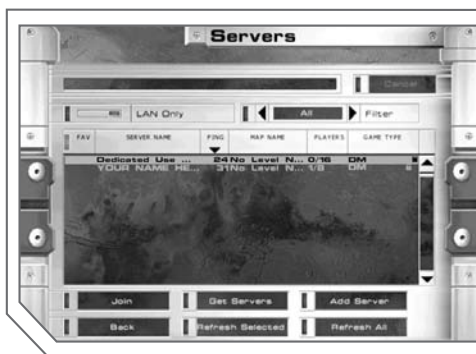 Servers
Cancel
LAN Only All Filter
FAV SERVER NAME PING MAP NAME PLAYERS GAME TYPE
Dedicated Use ... 24 No Level N... 0/16 DM
YOUR NAME HE... 31 No Level N... 1/8 DM
Join Get Servers Add Server
Back Refresh Selected Refresh All